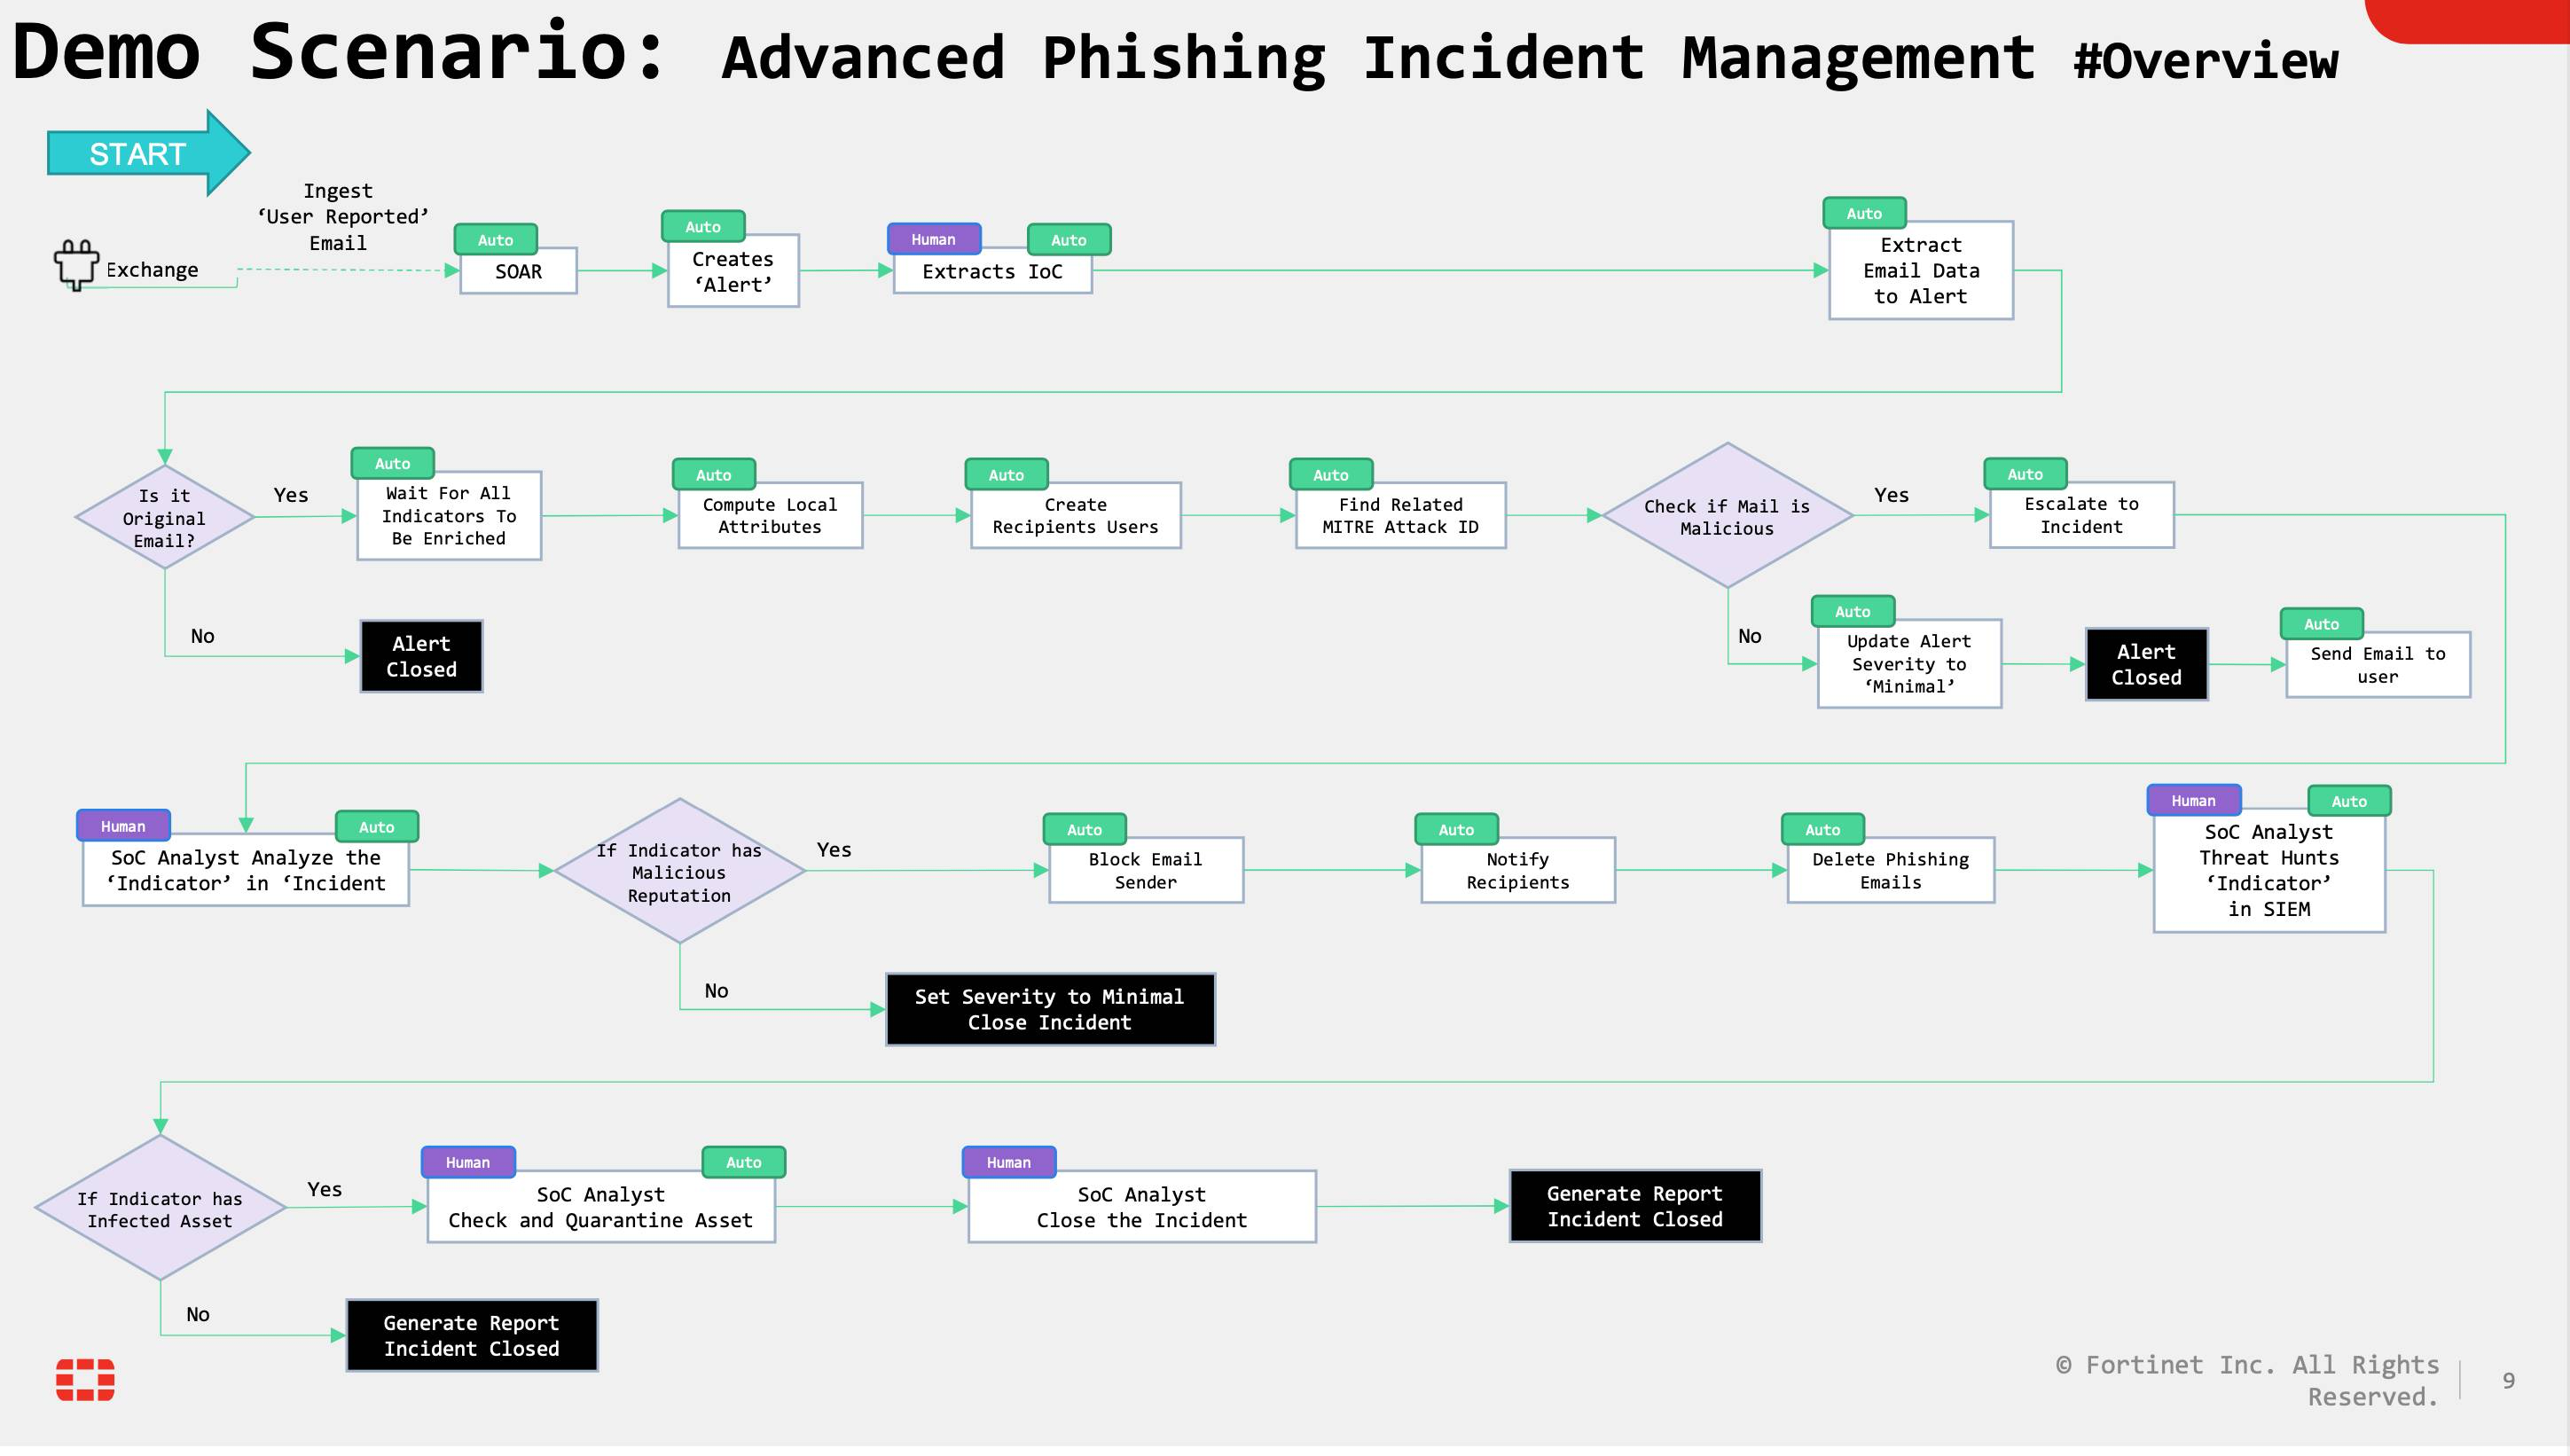 Demo Scenario: Advanced Phishing Incident Management #Overview
START
Ingest
‘User Reported’
Email
Exchange
Auto
SOAR
Auto
Creates
‘Alert’
Human
Auto
Extracts IoC
Auto
Extract
Email Data
to Alert
Is it
Original
Email?
Yes
Auto
Wait For All
Indicators To
Be Enriched
Auto
Compute Local
Attributes
Auto
Create
Recipients Users
Auto
Find Related
MITRE Attack ID
Check if Mail is
Malicious
Yes
Auto
Escalate to
Incident
No
Alert
Closed
No
Auto
Update Alert
Severity to
‘Minimal’
Alert
Closed
Auto
Send Email to
user
Human
Auto
SoC Analyst Analyze the
‘Indicator’ in ‘Incident
If Indicator has
Malicious
Reputation
Yes
Auto
Block Email
Sender
Auto
Notify
Recipients
Auto
Delete Phishing
Emails
Human
Auto
SoC Analyst
Threat Hunts
‘Indicator’
in SIEM
No
Set Severity to Minimal
Close Incident
If Indicator has
Infected Asset
Yes
Human
Auto
SoC Analyst
Check and Quarantine Asset
Human
SoC Analyst
Close the Incident
Generate Report
Incident Closed
No
Generate Report
Incident Closed
© Fortinet Inc. All Rights
Reserved.
9